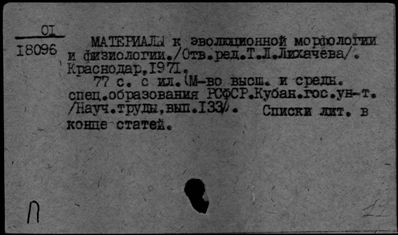 01
18096
МАТЕРИАЛЫ к эволюционной морфологии
и физиологии./Отв.ред.Т.Л.Лихачева/.
Краснодар,1971.
77 с. с ил. (М-во высш. и средн.
спец.образования РСФСР.Кубан.гос.ун-т.
/Науч.труды,вып.133/. Списки лит. в
конце статей.
П